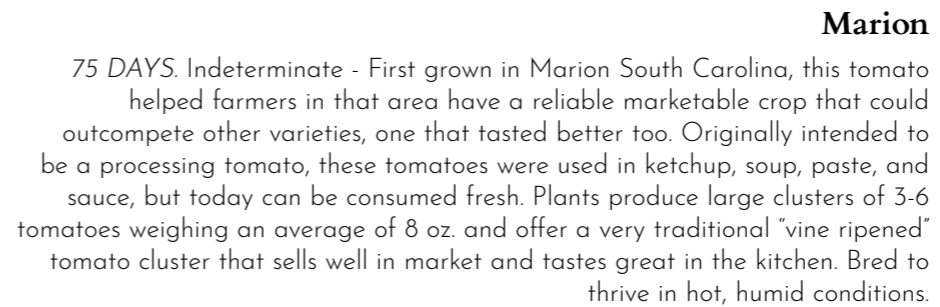 Marion
75 DAYS. Indeterminate - First grown in Marion South Carolina, this tomato
helped farmers in that area have a reliable marketable crop that could
outcompete other varieties, one that tasted better too. Originally intended to
be a processing tomato, these tomatoes were used in ketchup, soup, paste, and
sauce, but today can be consumed fresh. Plants produce large clusters of 3-6
tomatoes weighing an average of 8 oz. and offer a very traditional “vine ripened”
tomato cluster that sells well in market and tastes great in the kitchen. Bred to
thrive in hot, humid conditions.